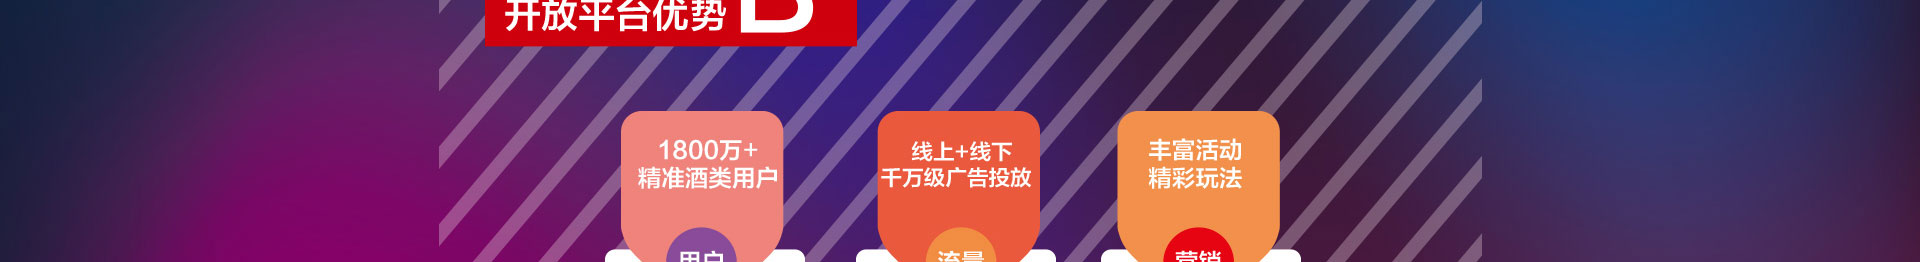 开放平台优势 B
1800万+
精准酒类用户
线上+线下
千万级广告投放
丰富活动
精彩玩法
用户
流量
营销